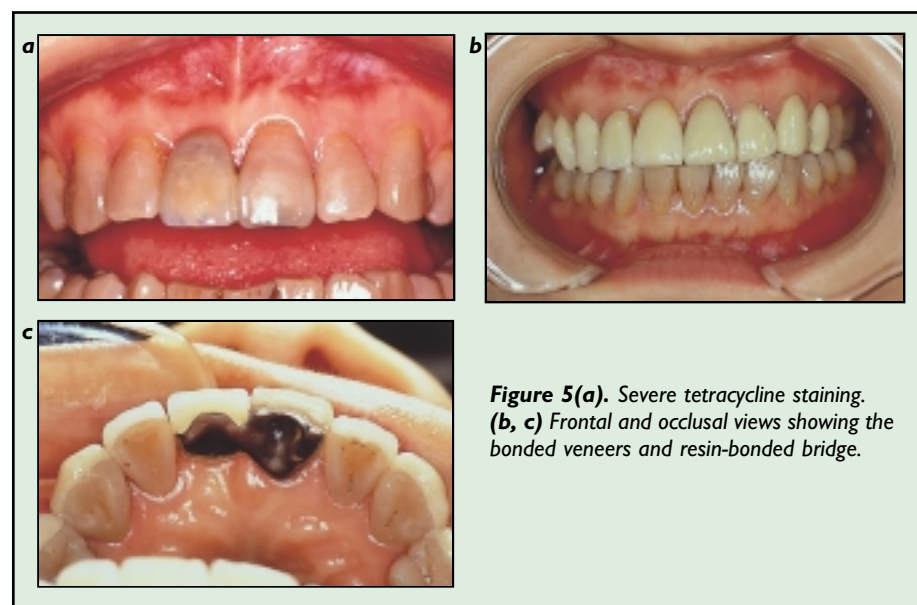 a
b
c
Figure 5(a). Severe tetracycline staining.
(b, c) Frontal and occlusal views showing the
bonded veneers and resin-bonded bridge.